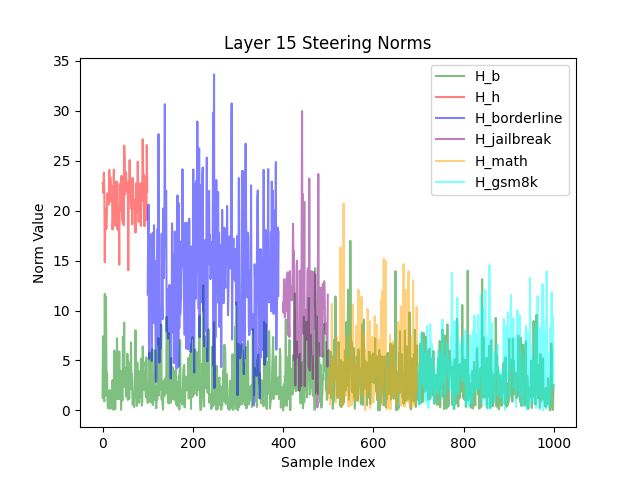 Layer 15 Steering Norms
35
30
25
20
15
10
5
0
Norm Value
0
200
400
600
800
1000
Sample Index
H_b
H_h
H_borderline
H_jailbreak
H_math
H_gsm8k